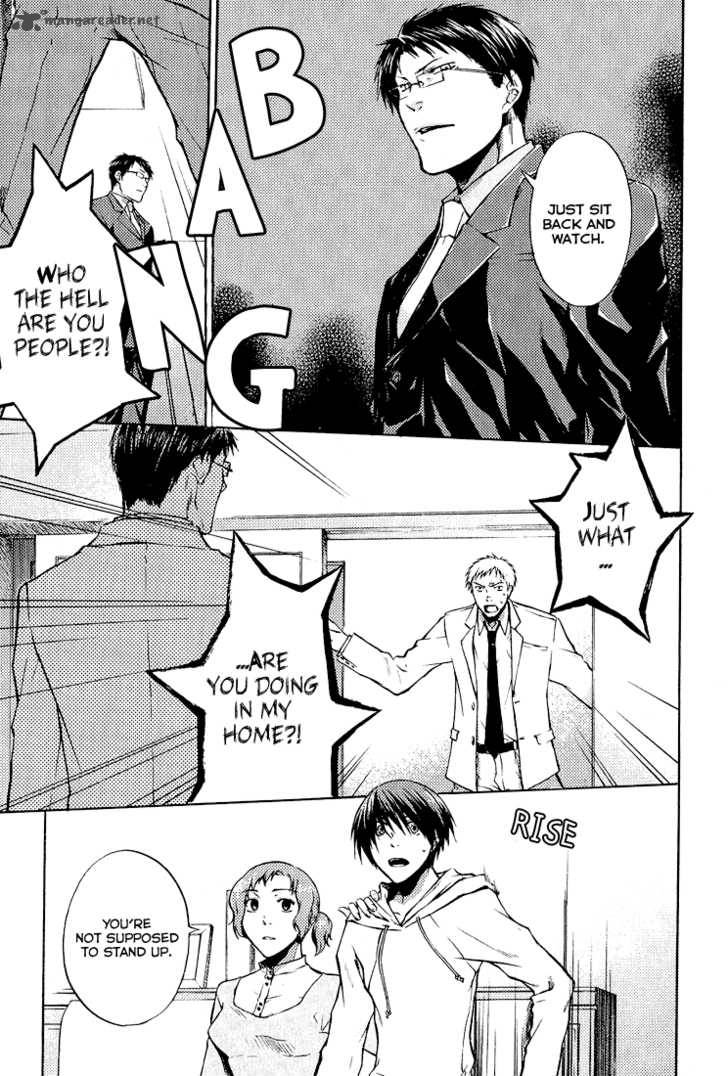 mangareader.net
JUST SIT
BACK AND
WATCH.
BANG
WHO
THE HELL
ARE YOU
PEOPLE?!
JUST
WHAT
...
...ARE
YOU DOING
IN MY
HOME?!
RISE
YOU'RE
NOT SUPPOSED
TO STAND UP.